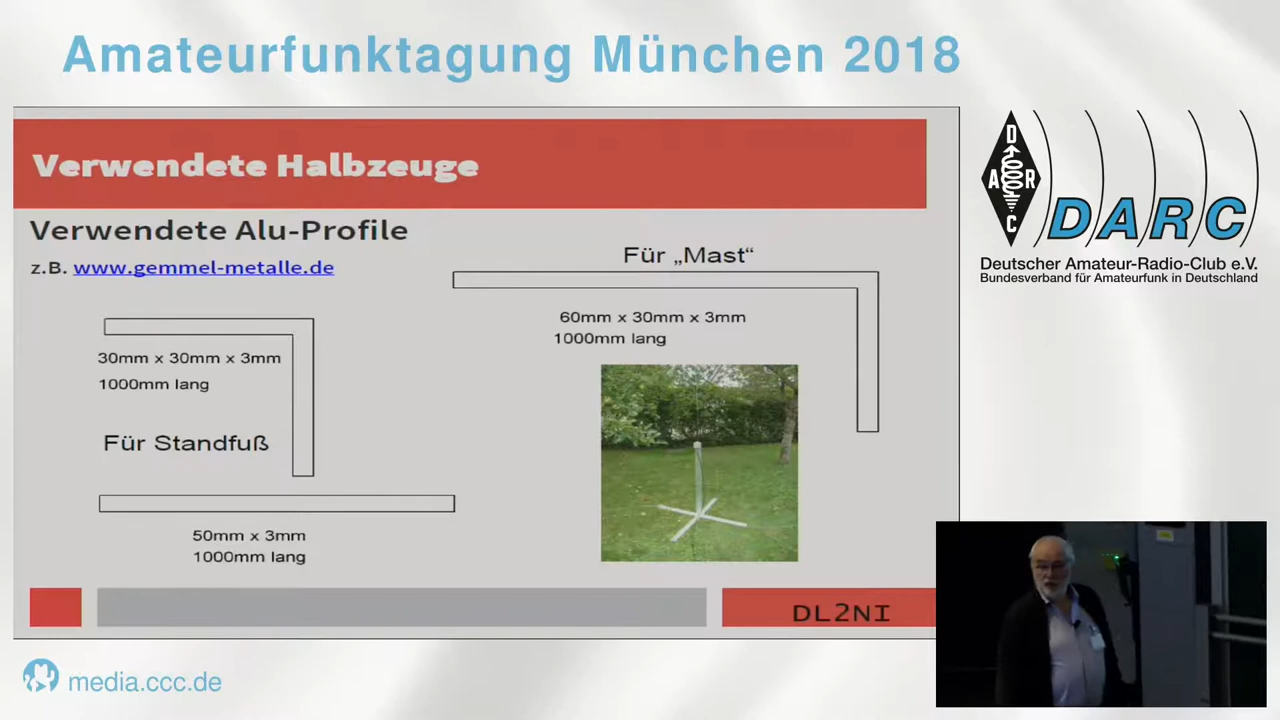 Amateurfunktagung München 2018
Verwendete Halbzeuge
Verwendete Alu-Profile
z.B. www.gemmel-metalle.de
Für „Mast“
60mm x 30mm x 3mm
1000mm lang
30mm x 30mm x 3mm
1000mm lang
Für Standfuß
50mm x 3mm
1000mm lang
DL2NI
D
A R
C
DARC
Deutscher Amateur-Radio-Club e.V.
Bundesverband für Amateurfunk in Deutschland
media.ccc.de